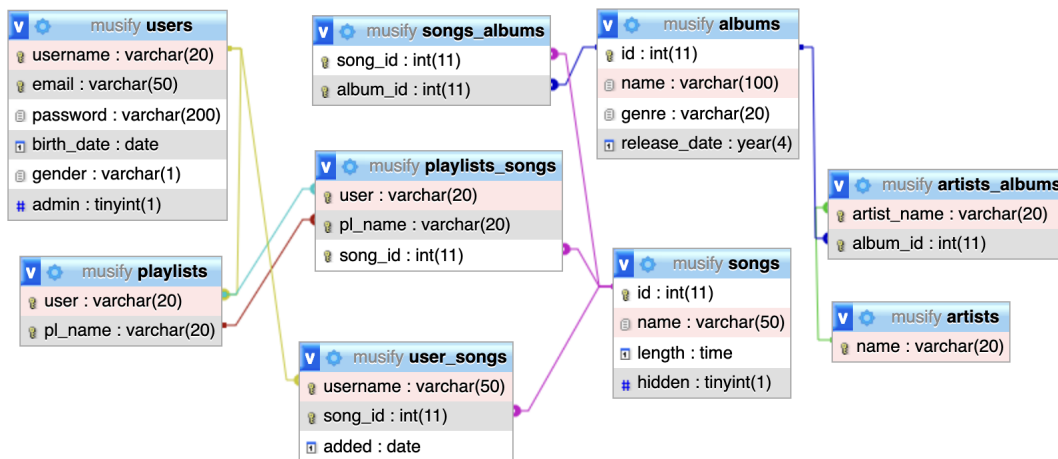 musify users
username : varchar(20)
email : varchar(50)
password : varchar(200)
birth_date : date
gender : varchar(1)
admin : tinyint(1)
musify songs_albums
song_id : int(11)
album_id : int(11)
musify albums
id : int(11)
name : varchar(100)
genre : varchar(20)
release_date : year(4)
musify playlists_songs
user : varchar(20)
pl_name : varchar(20)
song_id : int(11)
musify artists_albums
artist_name : varchar(20)
album_id : int(11)
musify playlists
user : varchar(20)
pl_name : varchar(20)
musify songs
id : int(11)
name : varchar(50)
length : time
hidden : tinyint(1)
musify artists
name : varchar(20)
musify user_songs
username : varchar(50)
song_id : int(11)
added : date